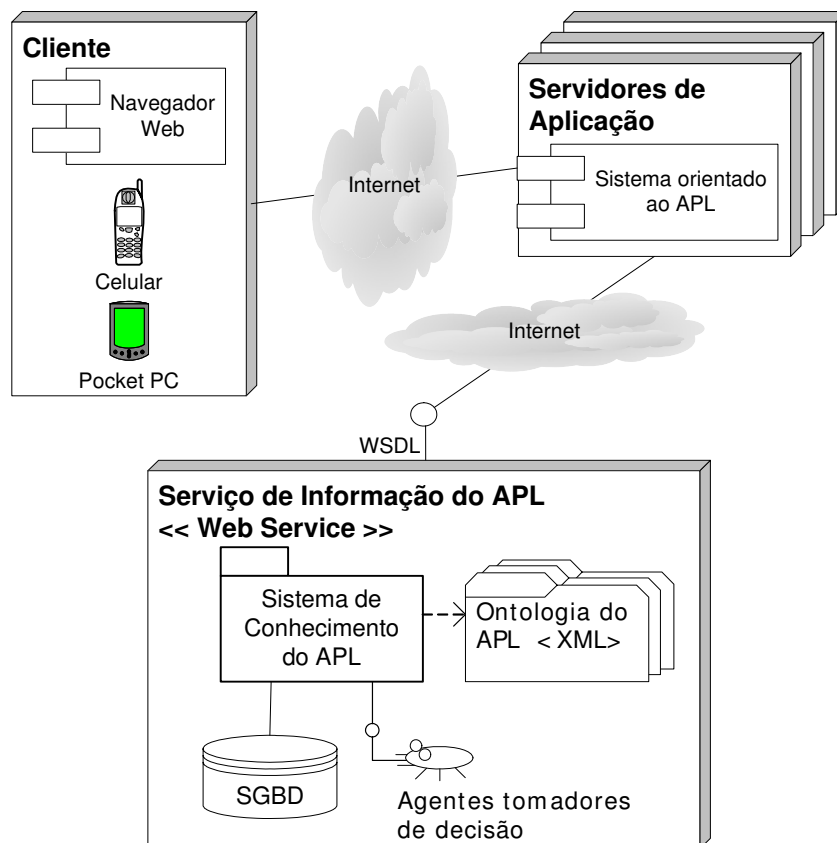 Cliente
Navegador
Web
Celular
Pocket PC
Internet
Servidores de
Aplicação
Sistema orientado
ao APL
Internet
WSDL
Serviço de Informação do APL
<< Web Service >>
Sistema de
Conhecimento
do APL
Ontologia do
APL < XML>
SGBD
Agentes tomadores
de decisão